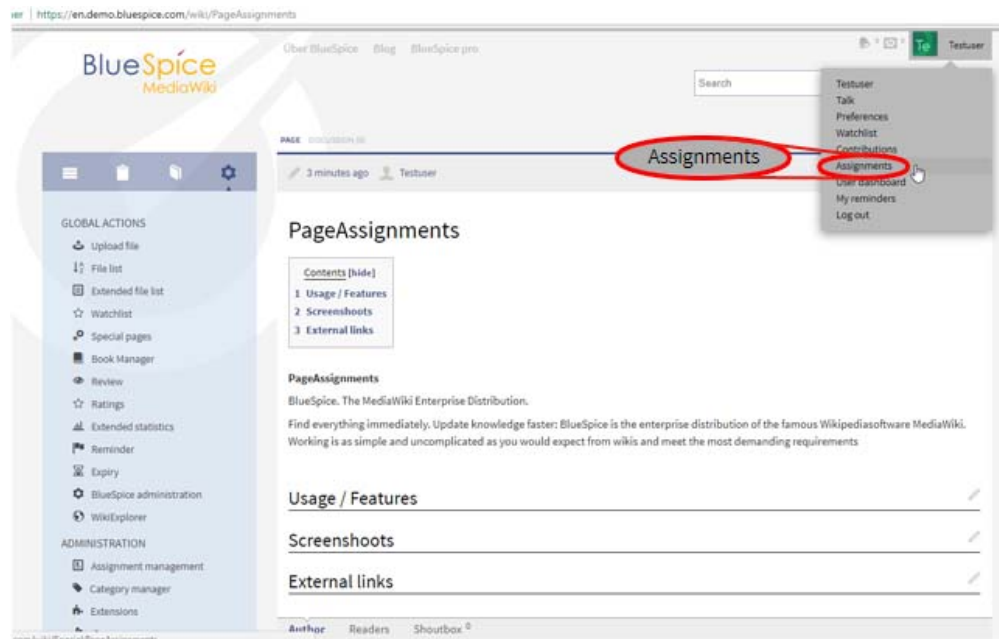 https://en.demo.bluespice.com/wiki/PageAssignments
BlueSpice
MediaWiki
Über BlueSpice Blog BlueSpice pro
Te Testuser
Search
Testuser
Talk
Preferences
Watchlist
Contributions
Assignments
User dashboard
My reminders
Log out
Assignments
PAGE DISCUSSION
3 minutes ago Testuser
GLOBAL ACTIONS
Upload file
File list
Extended file list
Watchlist
Special pages
Book Manager
Review
Ratings
Extended statistics
Reminder
Expiry
BlueSpice administration
WikiExplorer
ADMINISTRATION
Assignment management
Category manager
Extensions
PageAssignments
Contents [hide]
1 Usage / Features
2 Screenshoots
3 External links
PageAssignments
BlueSpice. The MediaWiki Enterprise Distribution.
Find everything immediately. Update knowledge faster: BlueSpice is the enterprise distribution of the famous Wikipediasoftware MediaWiki.
Working is as simple and uncomplicated as you would expect from wikis and meet the most demanding requirements
Usage / Features
Screenshoots
External links
Author Readers Shoutbox 0